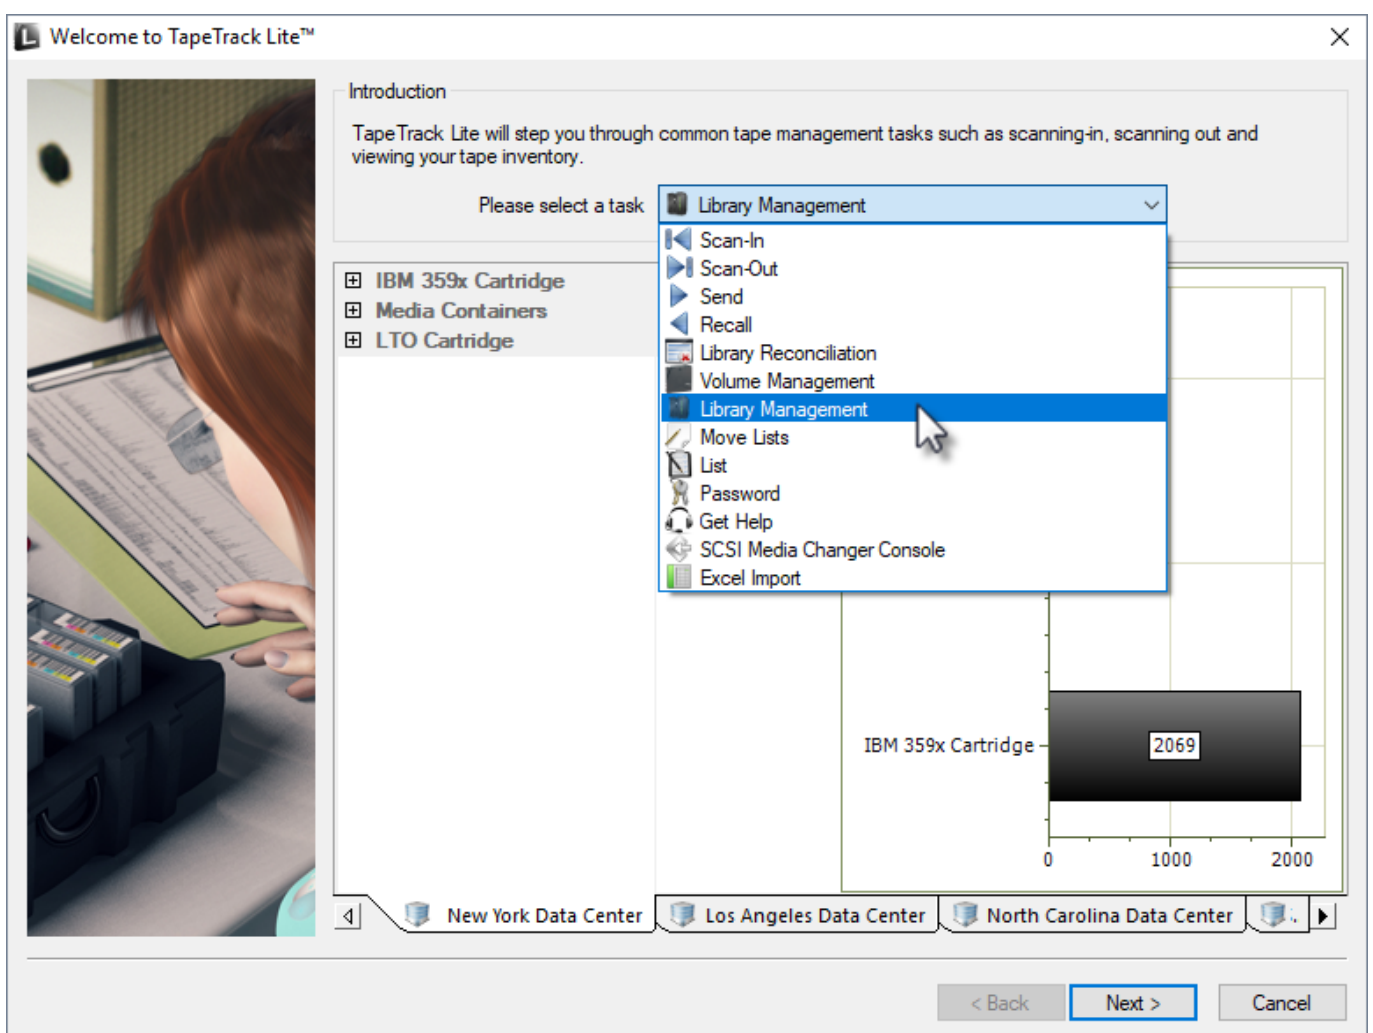 Welcome to TapeTrack Lite™
Introduction
TapeTrack Lite will step you through common tape management tasks such as scanning-in, scanning out and
viewing your tape inventory.
Please select a task
Library Management
Scan-In
Scan-Out
Send
Recall
Library Reconciliation
Volume Management
Library Management
Move Lists
List
Password
Get Help
SCSI Media Changer Console
Excel Import
IBM 359x Cartridge
Media Containers
LTO Cartridge
IBM 359x Cartridge
2069
0 1000 2000
New York Data Center
Los Angeles Data Center
North Carolina Data Center
< Back
Next >
Cancel